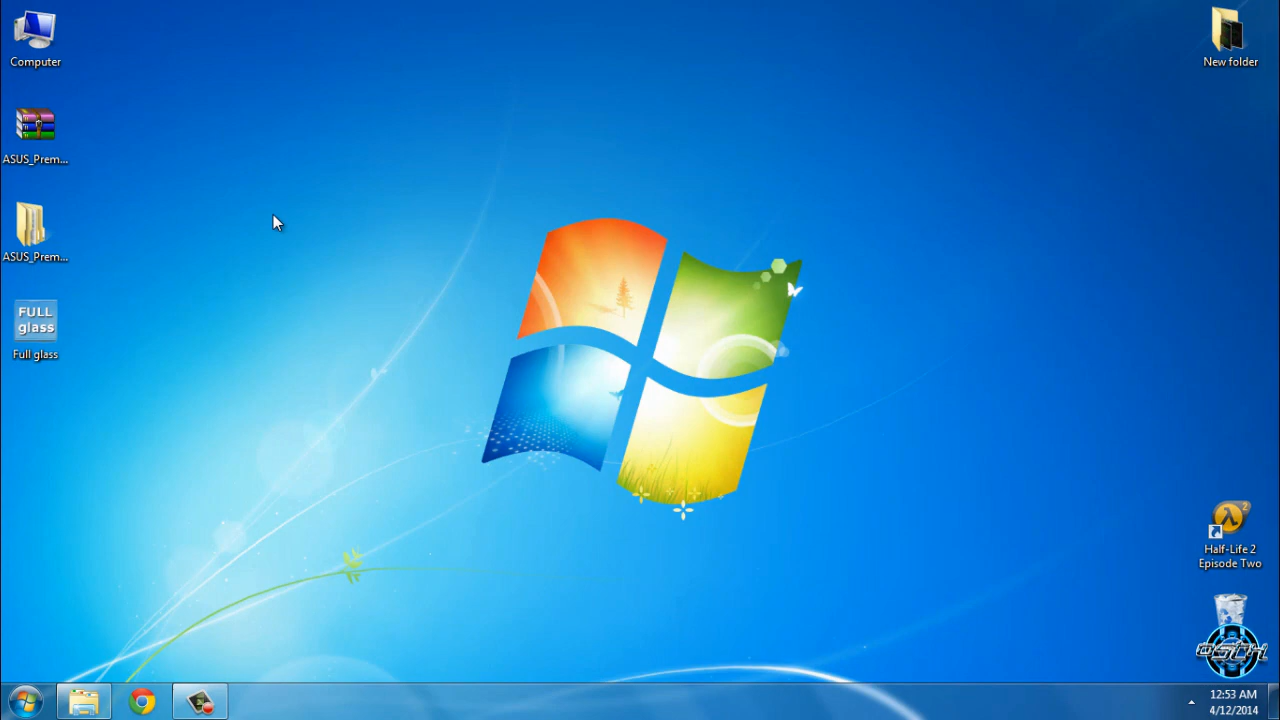 Computer
New folder
ASUS_Prem...
ASUS_Prem...
FULL
glass
Full glass
2
Half-Life 2
Episode Two
12:53 AM
4/12/2014